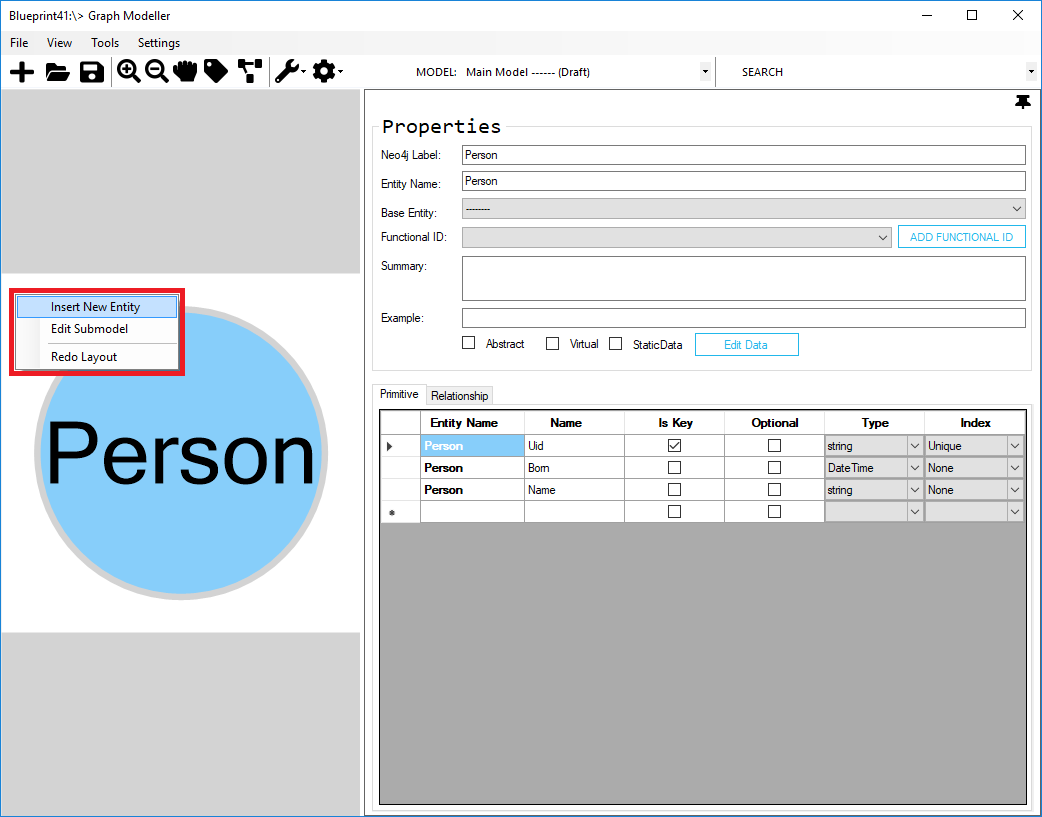 Blueprint41:\> Graph Modeller
File View Tools Settings
MODEL: Main Model ------ (Draft) SEARCH
Insert New Entity
Edit Submodel
Redo Layout
Person
Properties
Neo4j Label: Person
Entity Name: Person
Base Entity: --------
Functional ID: ADD FUNCTIONAL ID
Summary:
Example:
Abstract Virtual StaticData Edit Data
Primitive Relationship
Entity Name Name Is Key Optional Type Index
Person Uid string Unique
Person Born DateTime None
Person Name string None